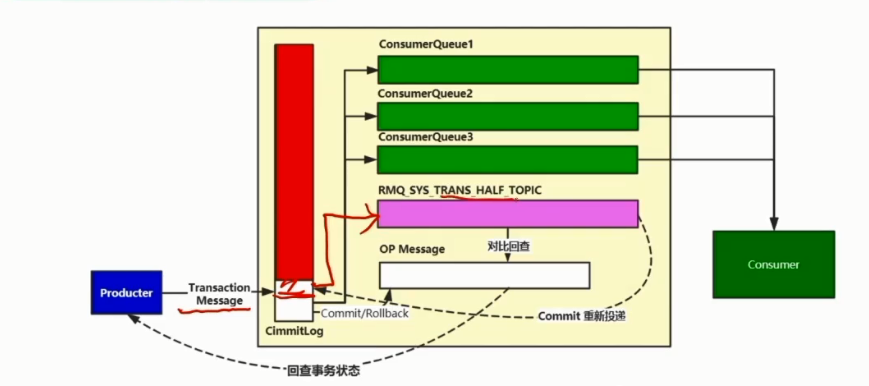 ConsumerQueue1
ConsumerQueue2
ConsumerQueue3
RMQ_SYS_TRANS_HALF_TOPIC
对比回查
OP Message
Consumer
Producter
Transaction
Message
Commit/Rollback
Commit 重新投递
CimmitLog
回查事务状态